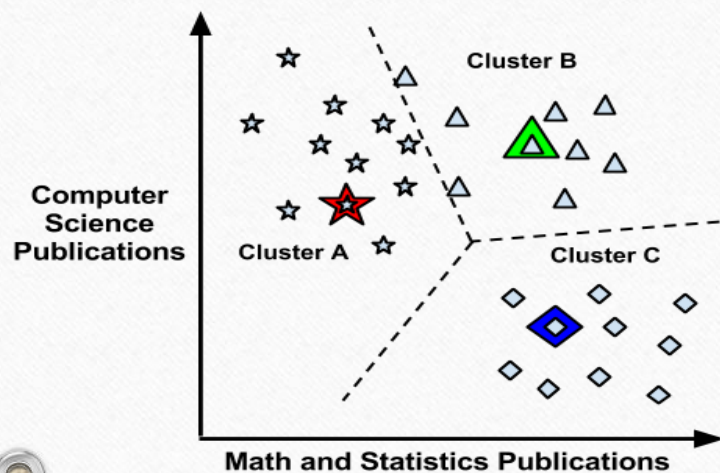 Cluster B
Computer
Science
Publications
Cluster A
Cluster C
Math and Statistics Publications